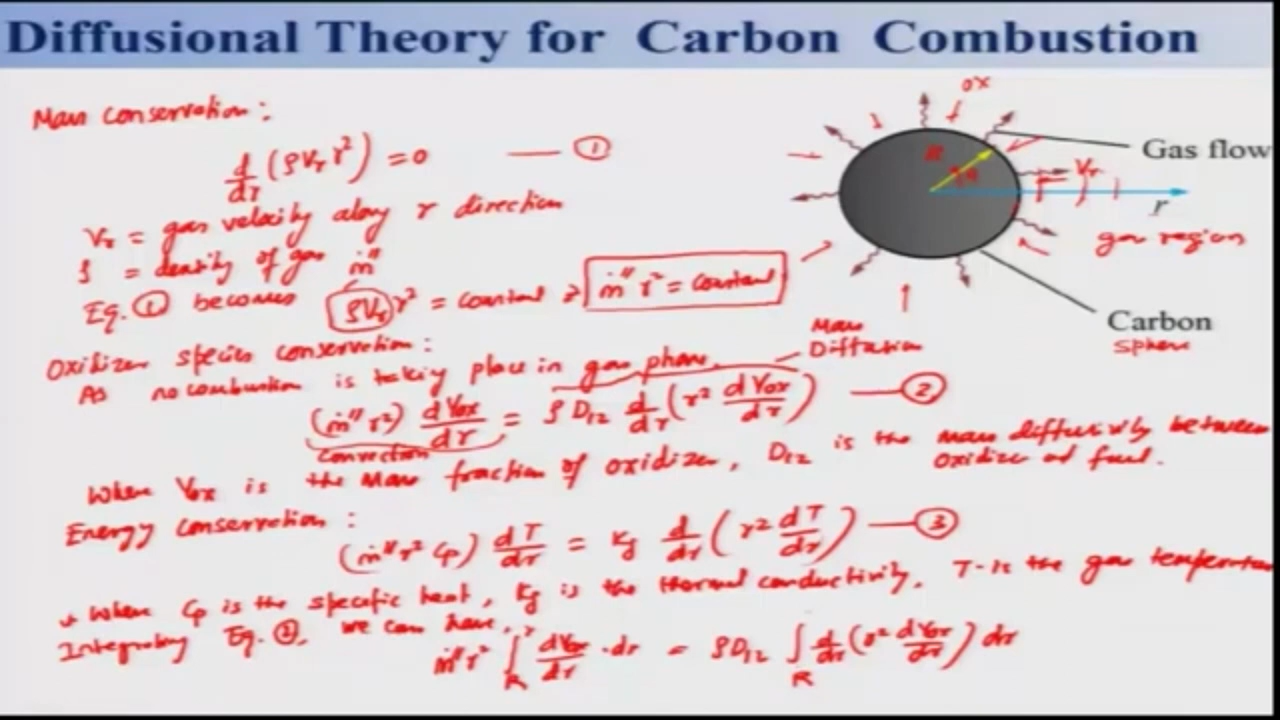 Diffusional Theory for Carbon Combustion
Mass conservation :
d/dr (ρVr r²) = 0 — ①
Vr = gas velocity along r direction
ρ = density of gas ṁ″
Eq. ① becomes ρVr r² = constant ⇒ ṁ″r² = constant
Oxidizer species conservation :
As no combustion is taking place in gas phase.
(ṁ″r²) dYox/dr = ρ D12 d/dr (r² dYox/dr) — ②
convection
Mass
Diffusion
Where Yox is the mass fraction of oxidizer, D12 is the mass diffusivity between
oxidizer and fuel.
Energy conservation :
(ṁ″r² Cp) dT/dr = Kg d/dr (r² dT/dr) — ③
Where Cp is the specific heat, Kg is the thermal conductivity, T-is the gas temperature
Integrating Eq. ②, we can have,
ṁ″r² ∫R^r dYox/dr · dr = ρD12 ∫R d/dr (r² dYox/dr) dr
ox
Gas flow
R
Vr
r
gas region
Carbon
sphere